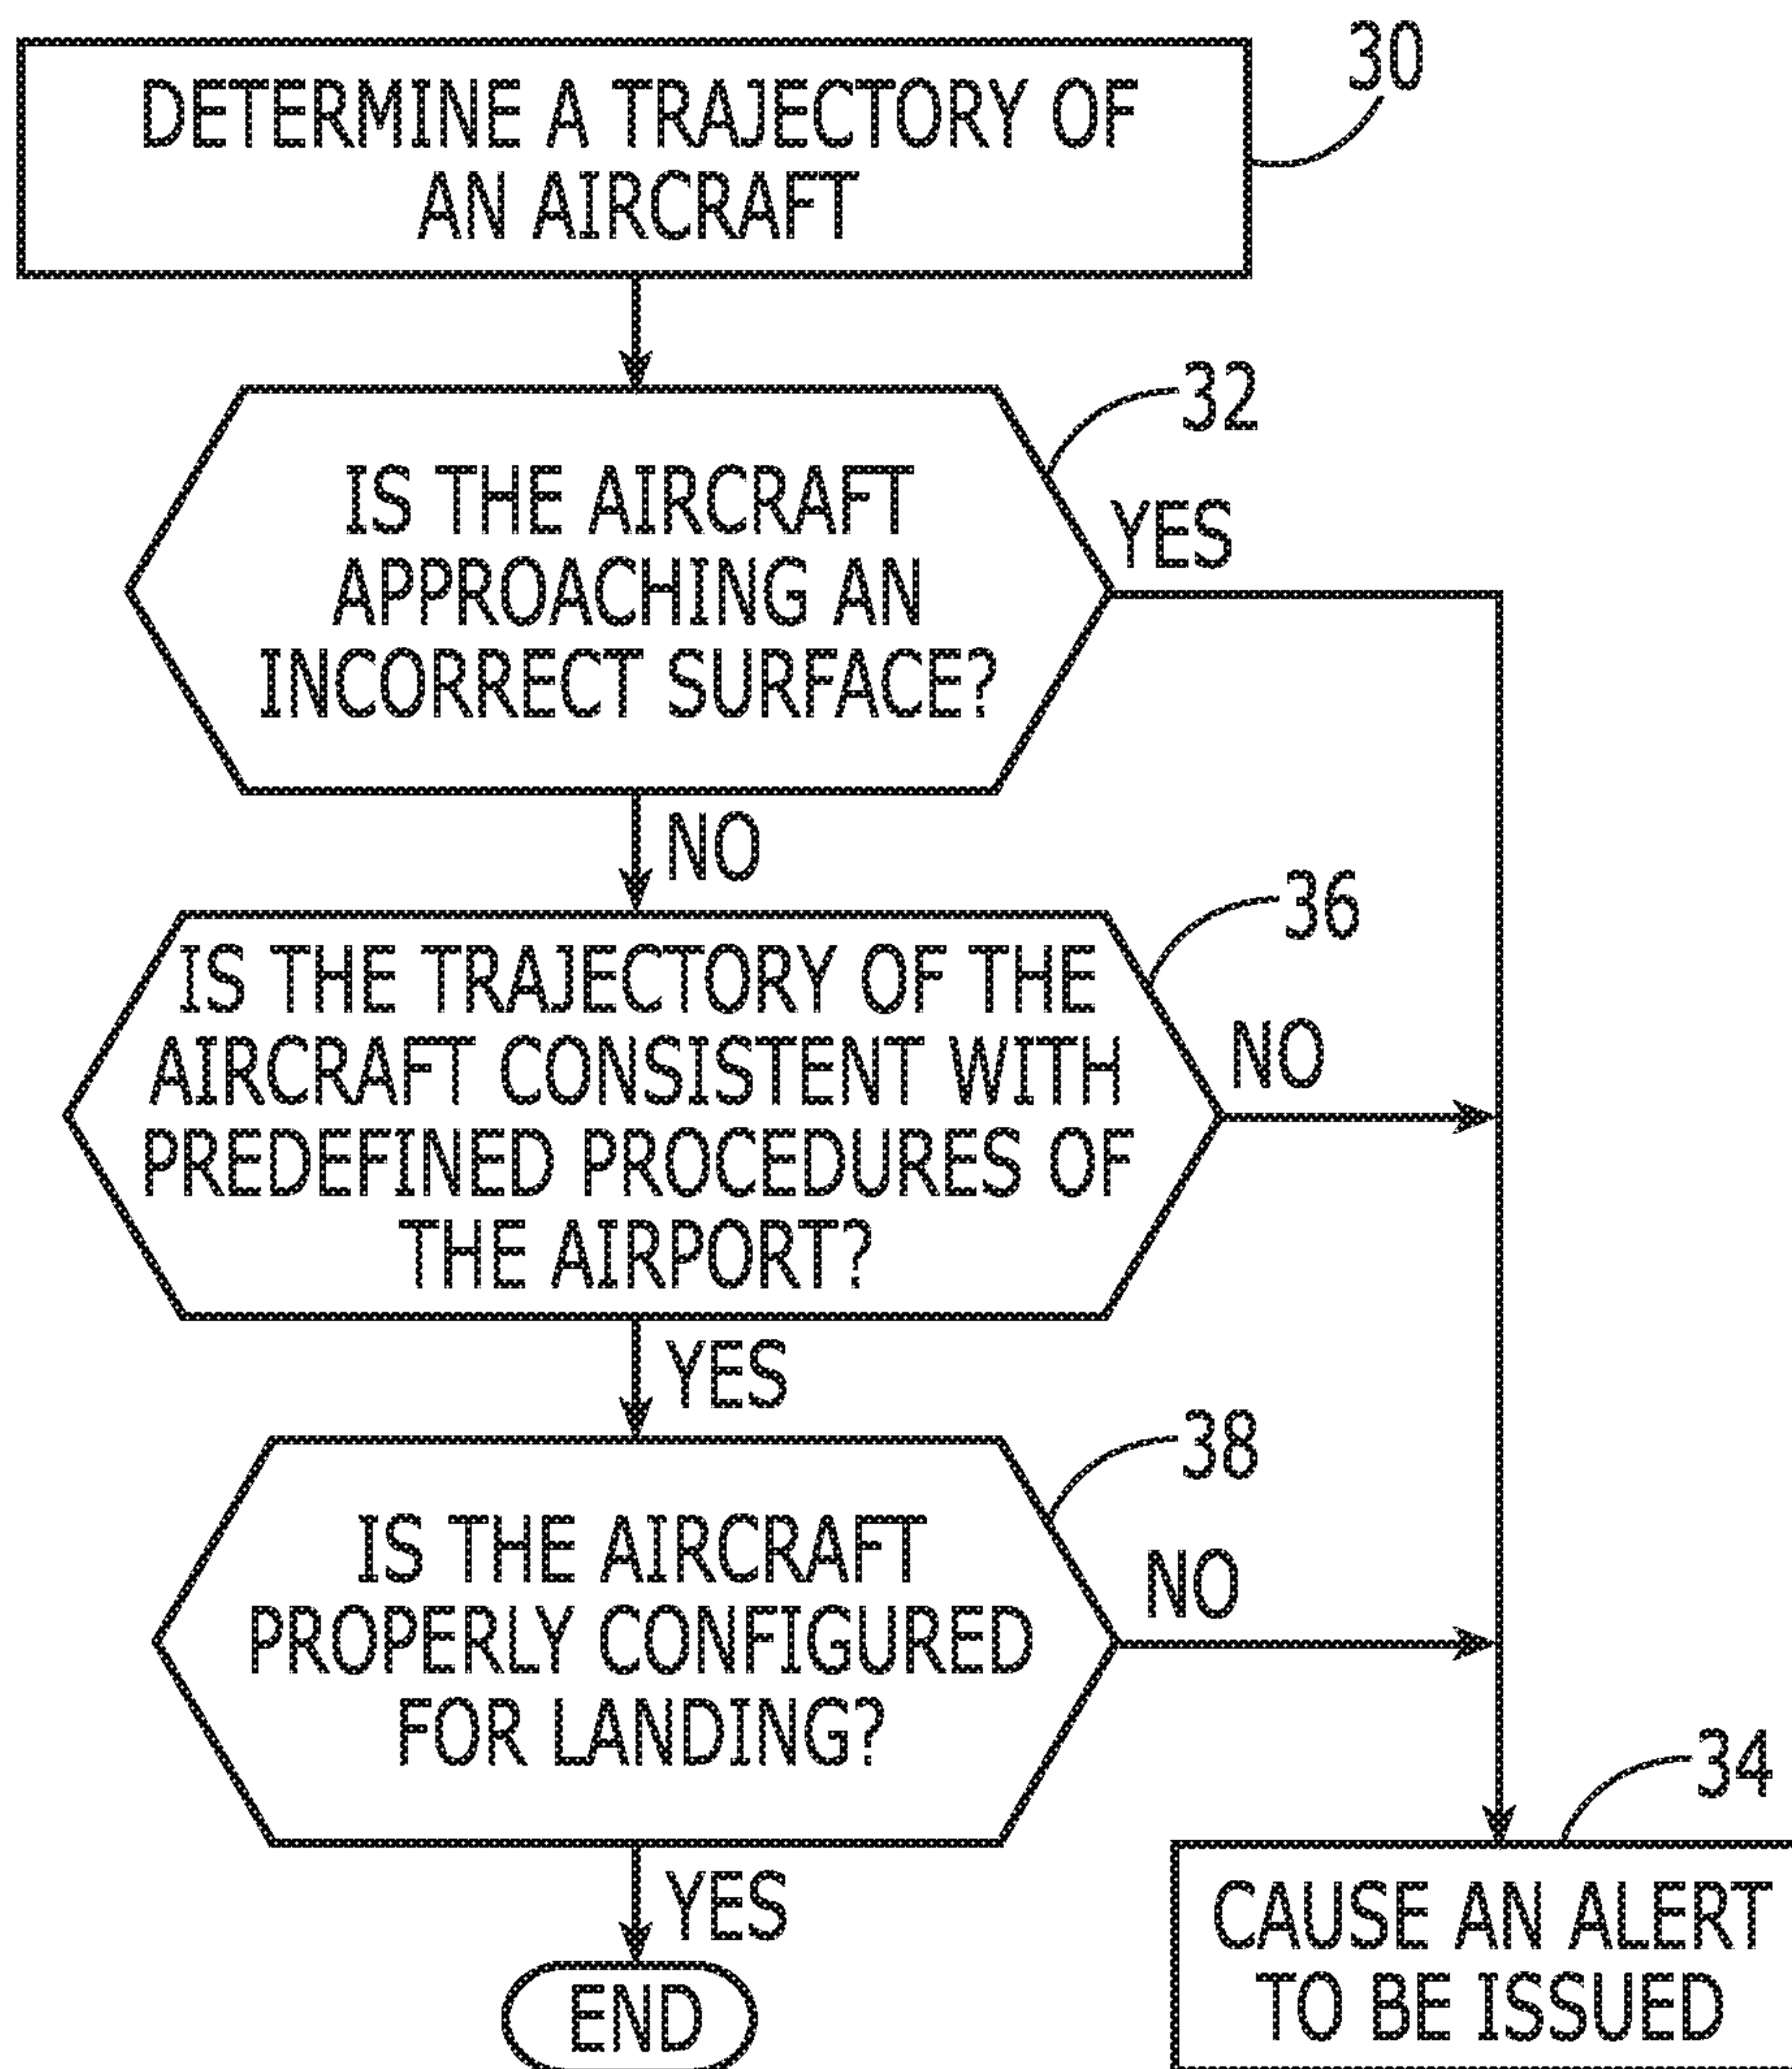 DETERMINE A TRAJECTORY OF
AN AIRCRAFT
30
IS THE AIRCRAFT
APPROACHING AN
INCORRECT SURFACE?
32
YES
NO
IS THE TRAJECTORY OF THE
AIRCRAFT CONSISTENT WITH
PREDEFINED PROCEDURES OF
THE AIRPORT?
36
NO
YES
IS THE AIRCRAFT
PROPERLY CONFIGURED
FOR LANDING?
38
NO
YES
END
34
CAUSE AN ALERT
TO BE ISSUED